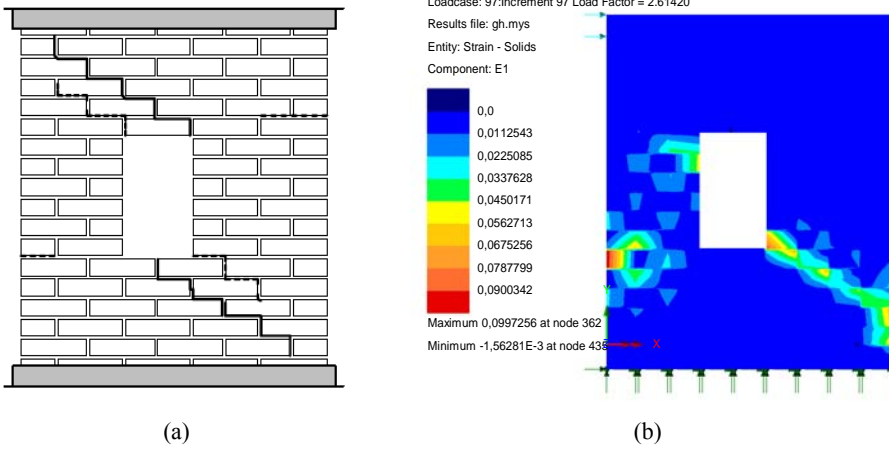 Loadcase: 97:Increment 97 Load Factor = 2.61420
Results file: gh.mys
Entity: Strain - Solids
Component: E1
0,0
0,0112543
0,0225085
0,0337628
0,0450171
0,0562713
0,0675256
0,0787799
0,0900342
Maximum 0,0997256 at node 362
Minimum -1,56281E-3 at node
X
(a)
(b)